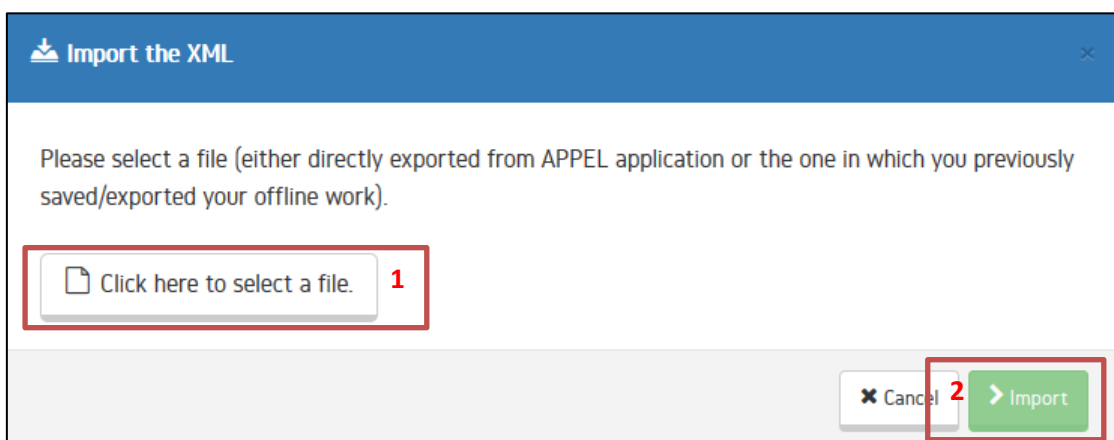 Import the XML
×
Please select a file (either directly exported from APPEL application or the one in which you previously
saved/exported your offline work).
Click here to select a file. 1
Cancel 2 Import